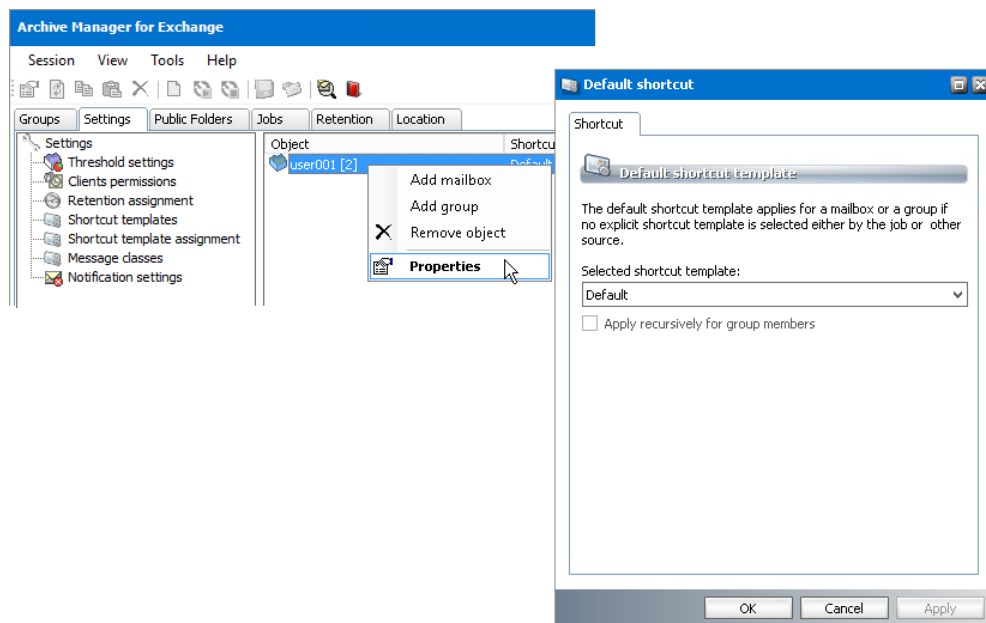 Archive Manager for Exchange
Session View Tools Help
Groups Settings Public Folders Jobs Retention Location
Settings
Threshold settings
Clients permissions
Retention assignment
Shortcut templates
Shortcut template assignment
Message classes
Notification settings
Object Shortcu
user001 [2] Default
Add mailbox
Add group
Remove object
Properties
Default shortcut
Shortcut
Default shortcut template
The default shortcut template applies for a mailbox or a group if
no explicit shortcut template is selected either by the job or other
source.
Selected shortcut template:
Default
Apply recursively for group members
OK Cancel Apply